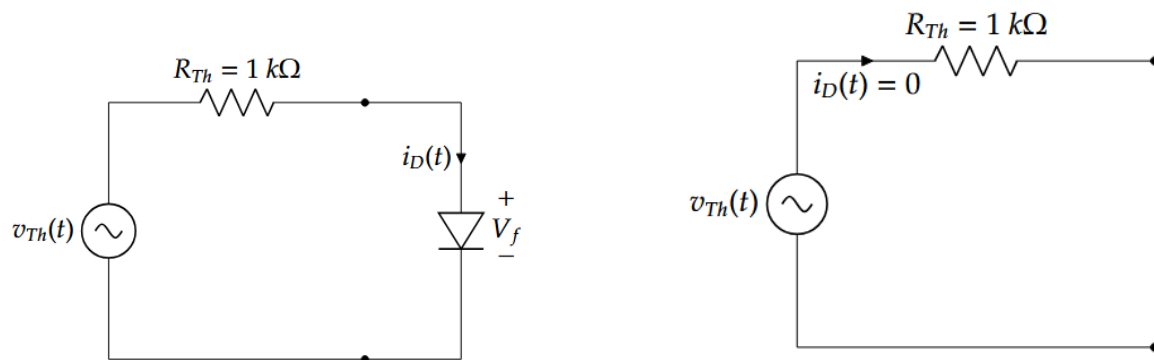 R_Th = 1 kΩ
i_D(t)
+
v_Th(t)
V_f
−
R_Th = 1 kΩ
i_D(t) = 0
v_Th(t)